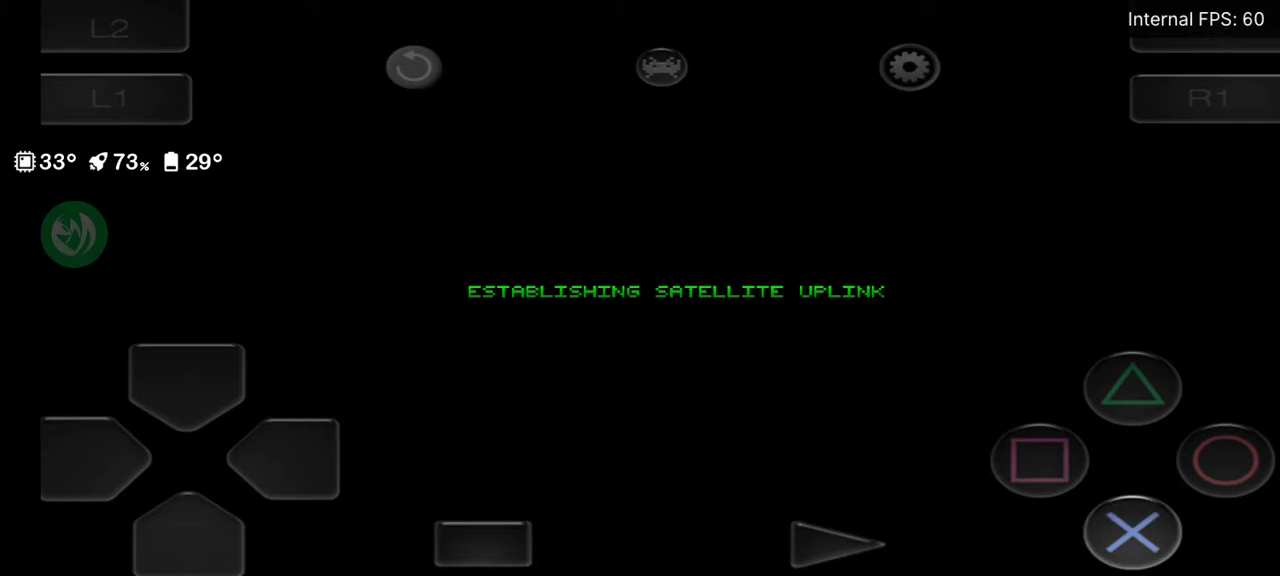 Internal FPS: 60
L2
L1
R1
33° 73% 29°
ESTABLISHING SATELLITE UPLINK